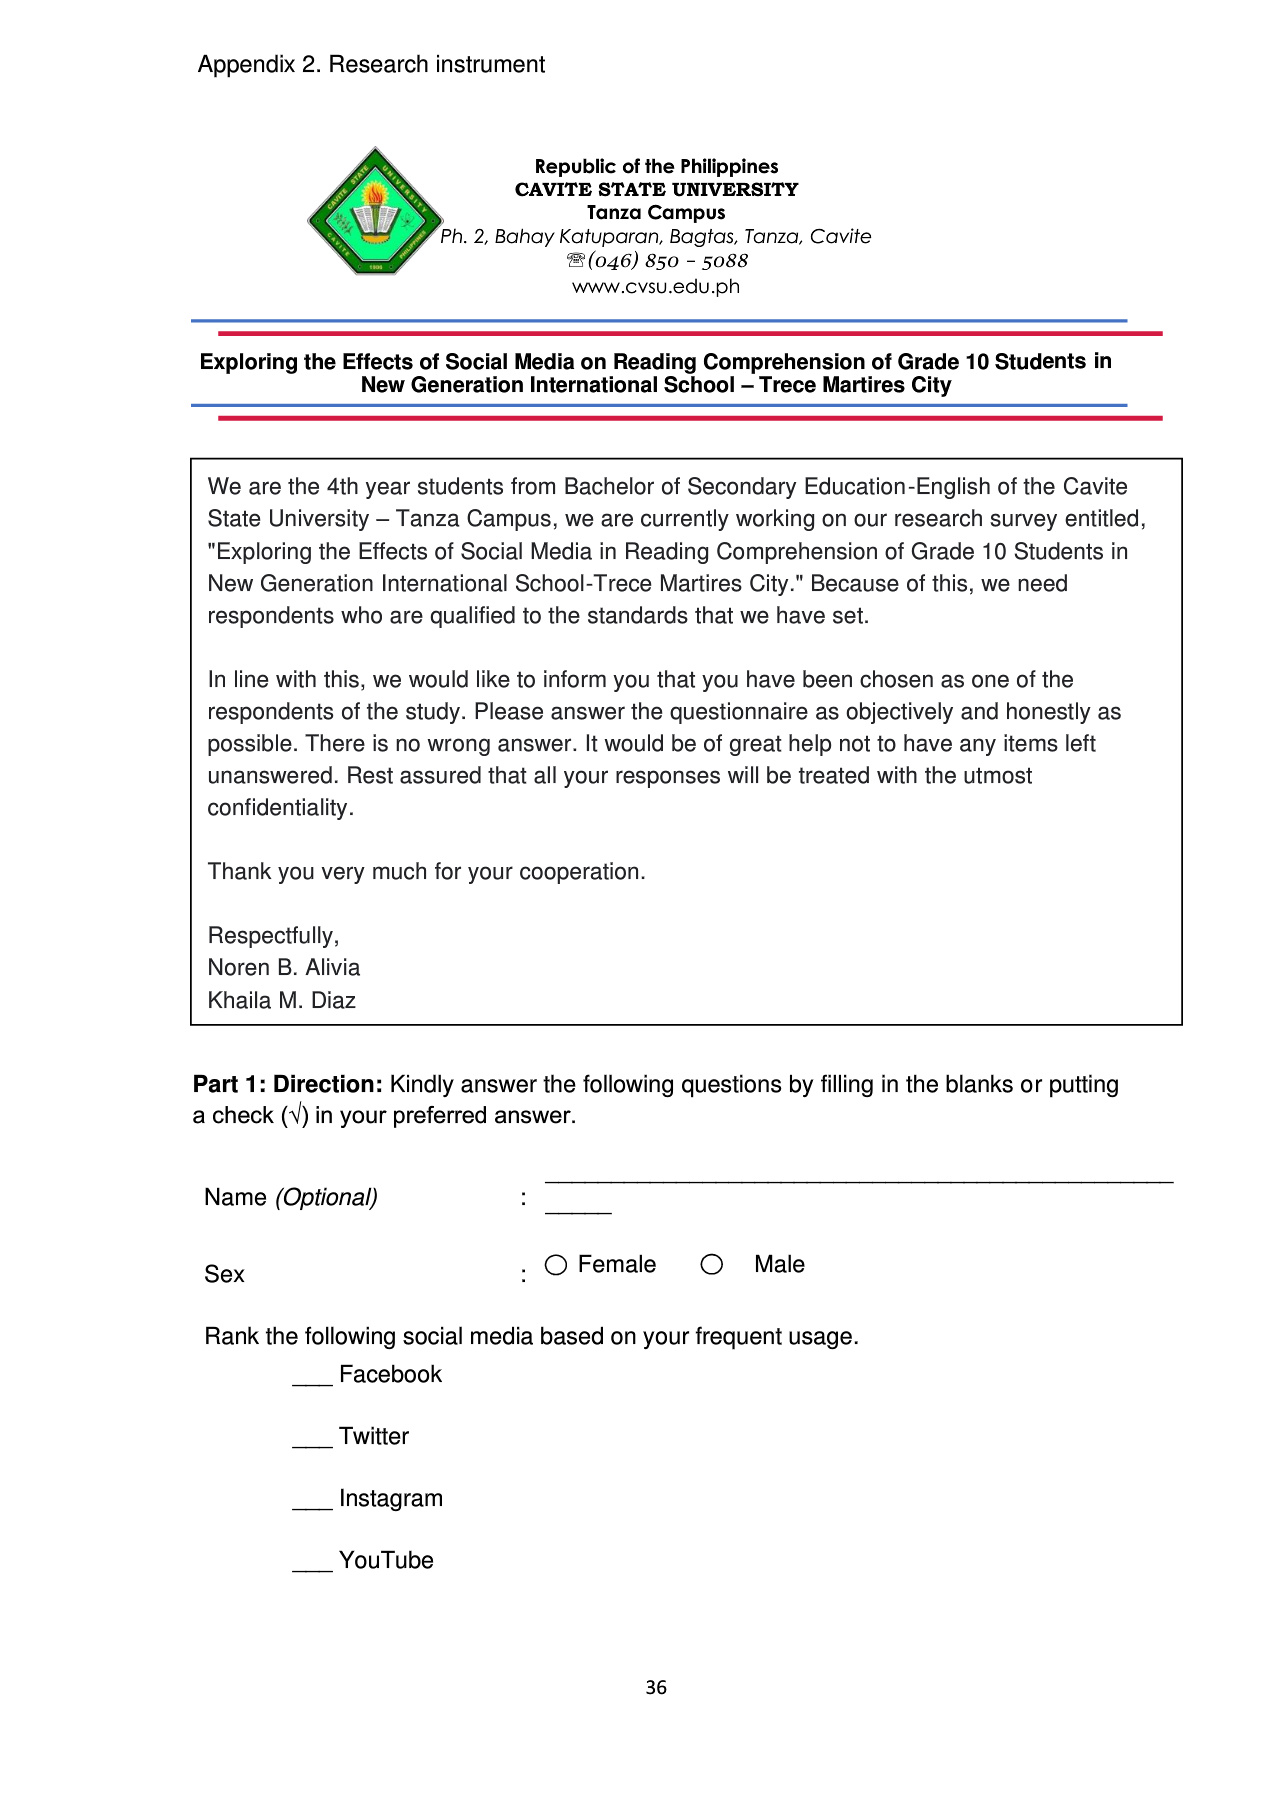 Appendix 2. Research instrument
CAVITE STATE UNIVERSITY
CAVITE
PHILIPPINES
1906
Republic of the Philippines
CAVITE STATE UNIVERSITY
Tanza Campus
Ph. 2, Bahay Katuparan, Bagtas, Tanza, Cavite
☏(046) 850 – 5088
www.cvsu.edu.ph
Exploring the Effects of Social Media on Reading Comprehension of Grade 10 Students in
New Generation International School – Trece Martires City
We are the 4th year students from Bachelor of Secondary Education-English of the Cavite
State University – Tanza Campus, we are currently working on our research survey entitled,
"Exploring the Effects of Social Media in Reading Comprehension of Grade 10 Students in
New Generation International School-Trece Martires City." Because of this, we need
respondents who are qualified to the standards that we have set.
In line with this, we would like to inform you that you have been chosen as one of the
respondents of the study. Please answer the questionnaire as objectively and honestly as
possible. There is no wrong answer. It would be of great help not to have any items left
unanswered. Rest assured that all your responses will be treated with the utmost
confidentiality.
Thank you very much for your cooperation.
Respectfully,
Noren B. Alivia
Khaila M. Diaz
Part 1: Direction: Kindly answer the following questions by filling in the blanks or putting
a check (√) in your preferred answer.
Name (Optional) : _______________________________________________
_____
Sex : ◯ Female ◯ Male
Rank the following social media based on your frequent usage.
___ Facebook
___ Twitter
___ Instagram
___ YouTube
36